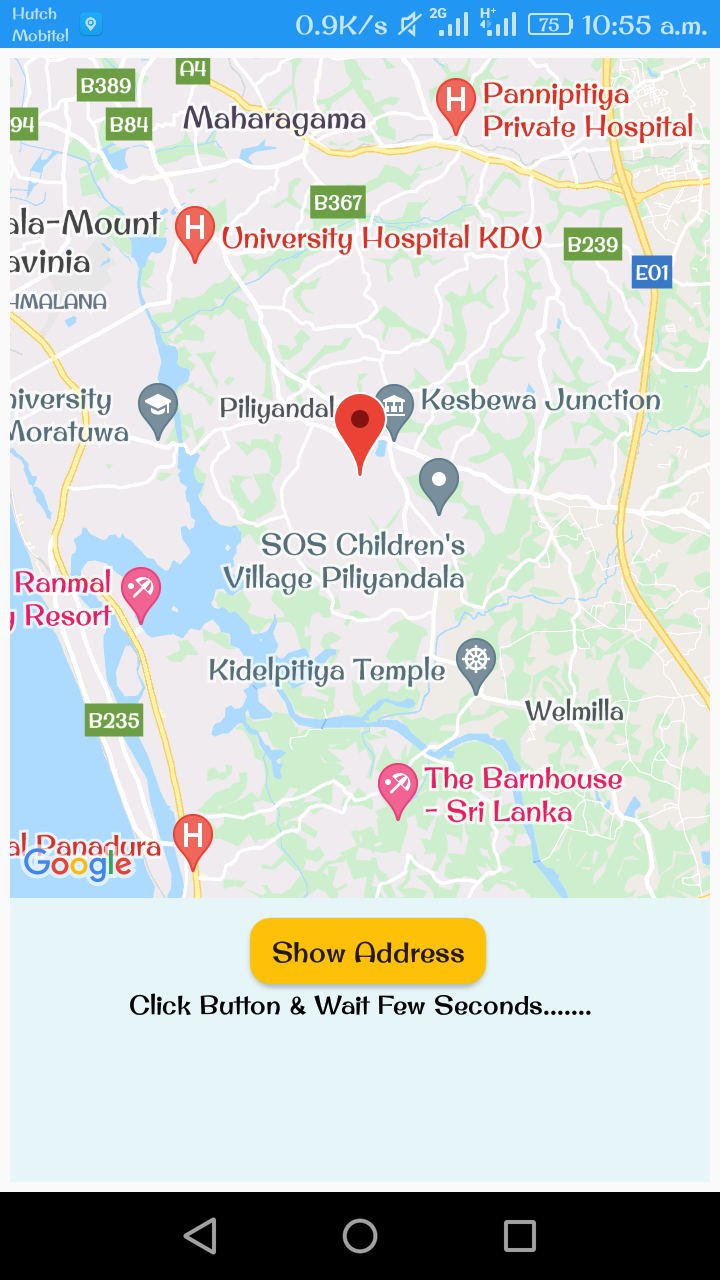 Hutch
Mobitel
0.9K/s 2G H+ 75 10:55 a.m.
A4
B389
94
B84
Maharagama
Pannipitiya
Private Hospital
B367
ala-Mount
avinia
University Hospital KDU
B239
E01
HMALANA
niversity
Moratuwa
Piliyandal
Kesbewa Junction
SOS Children's
Village Piliyandala
Ranmal
y Resort
Kidelpitiya Temple
Welmilla
B235
The Barnhouse
- Sri Lanka
al Panadura
Google
Show Address
Click Button & Wait Few Seconds.......